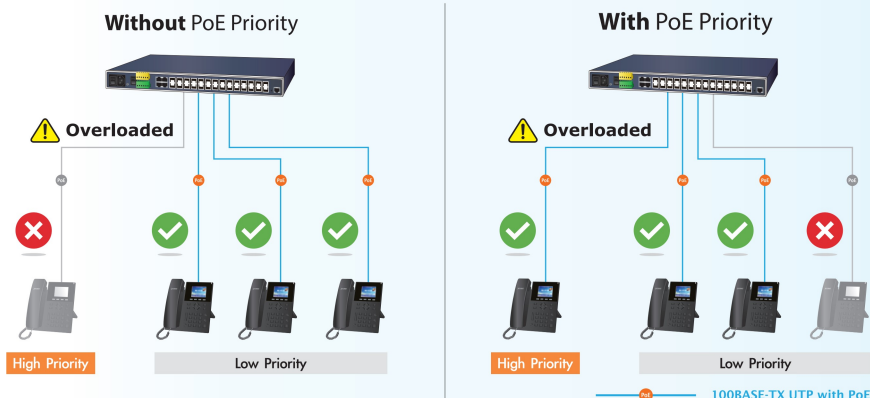 Without PoE Priority
Overloaded
PoE
PoE
PoE
PoE
High Priority
Low Priority
With PoE Priority
Overloaded
PoE
PoE
PoE
PoE
High Priority
Low Priority
PoE
100BASE-TX UTP with PoE